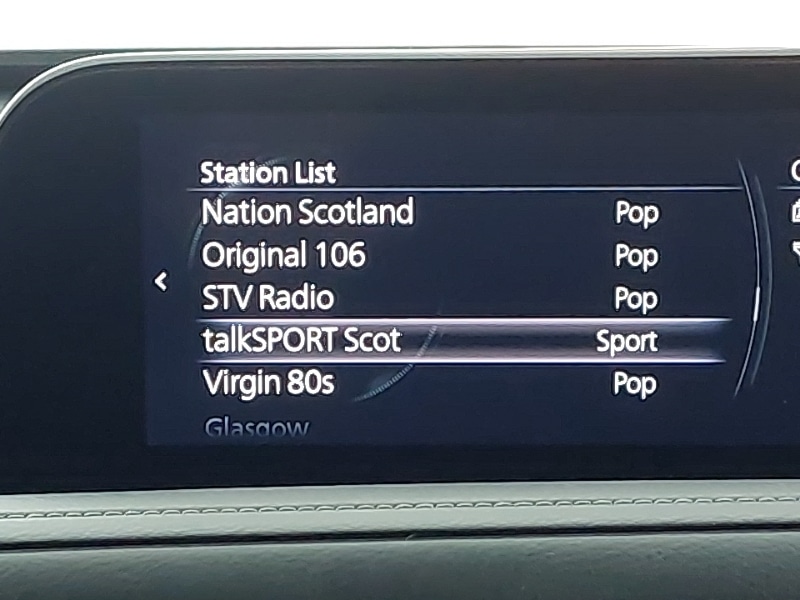 Station List
Nation Scotland Pop
Original 106 Pop
STV Radio Pop
talkSPORT Scot Sport
Virgin 80s Pop
Glasgow